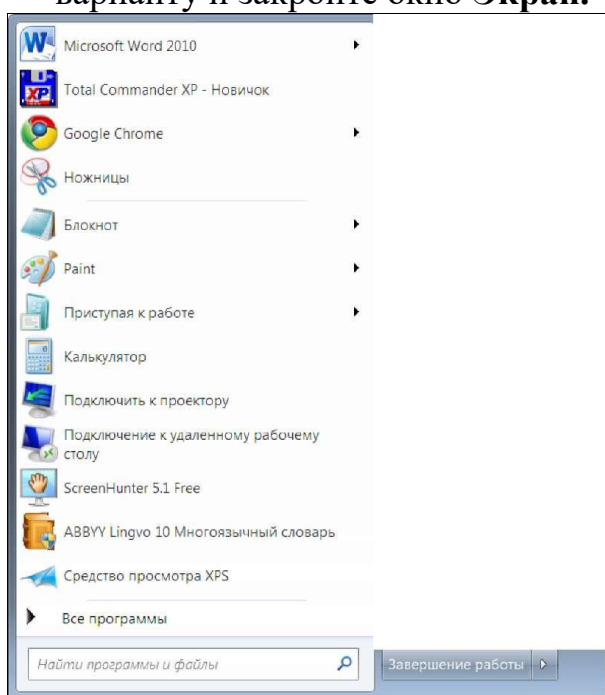 варианту и закройте окно Экран.
Microsoft Word 2010
Total Commander XP - Новичок
Google Chrome
Ножницы
Блокнот
Paint
Приступая к работе
Калькулятор
Подключить к проектору
Подключение к удаленному рабочему
столу
ScreenHunter 5.1 Free
ABBYY Lingvo 10 Многоязычный словарь
Средство просмотра XPS
Все программы
Найти программы и файлы
Завершение работы